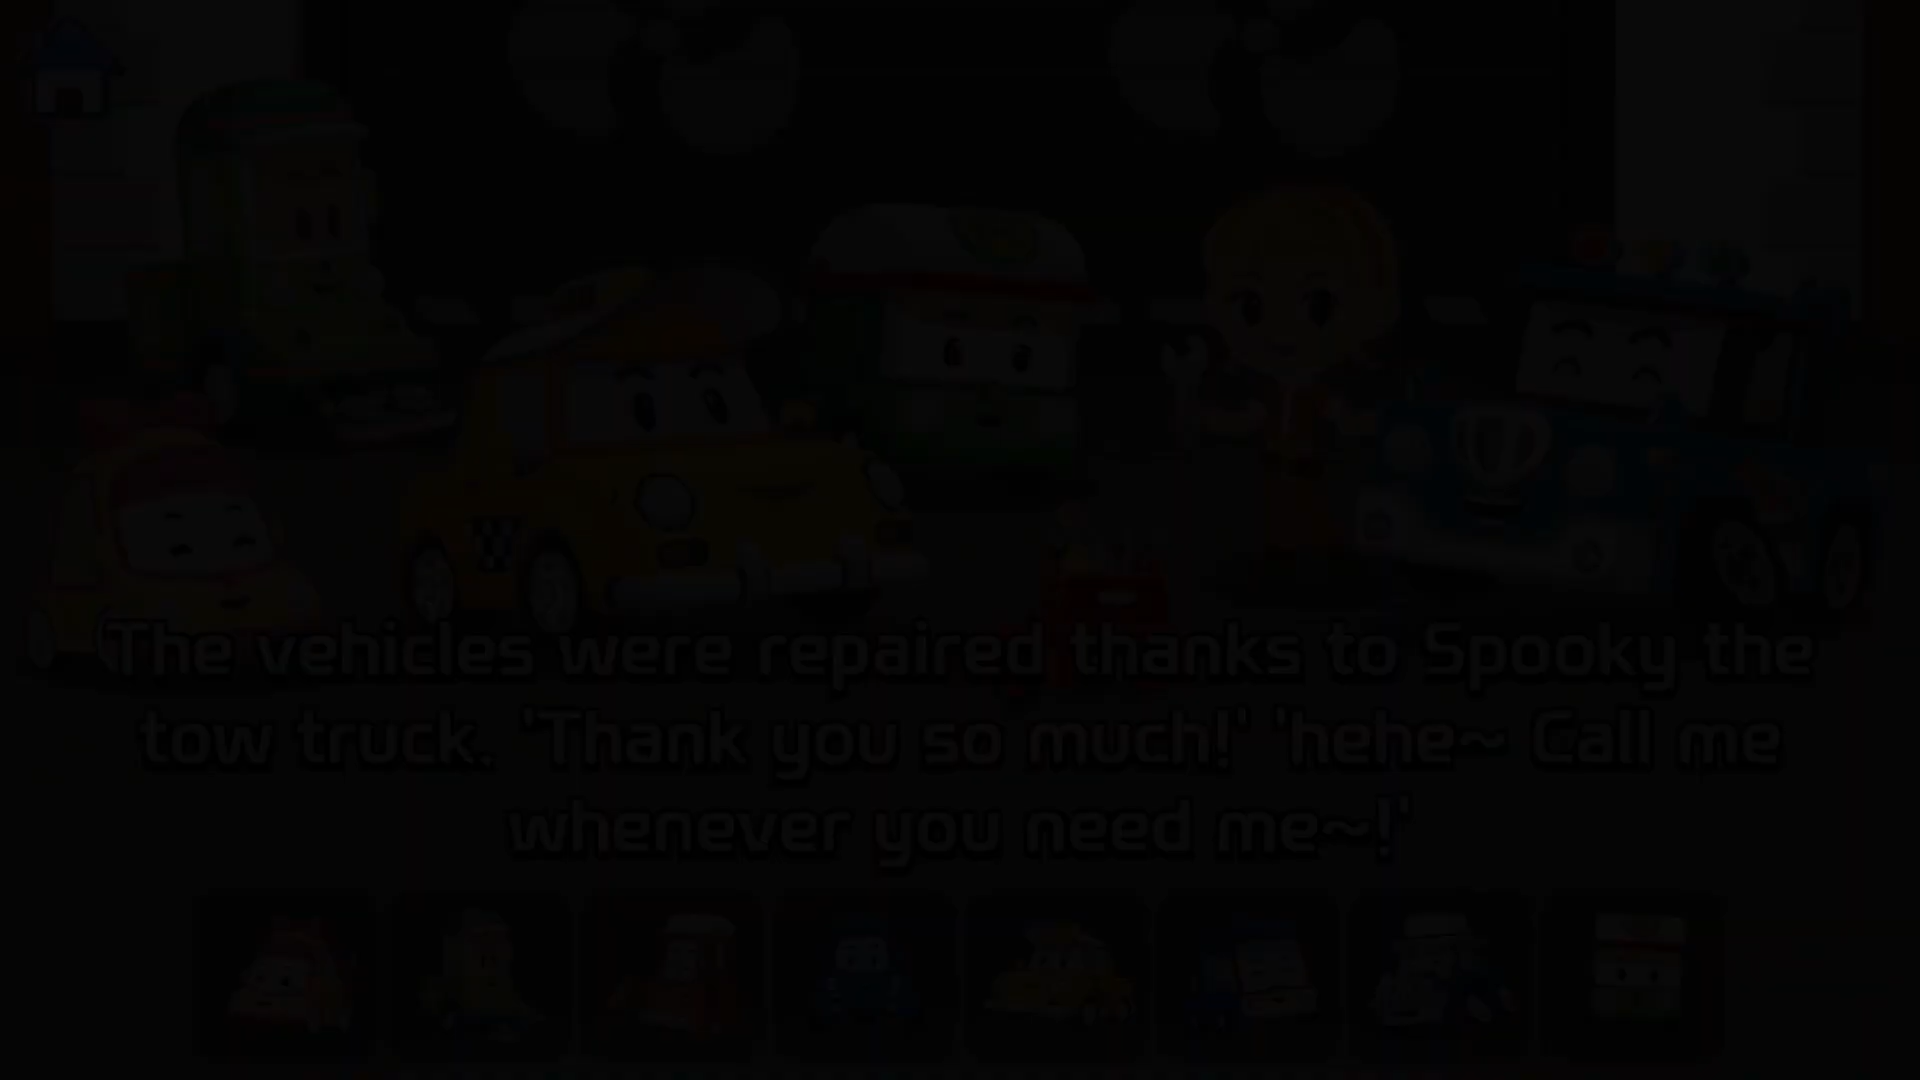 The vehicles were repaired thanks to Spooky the
tow truck. 'Thank you so much!' 'hehe~ Call me
whenever you need me~!'